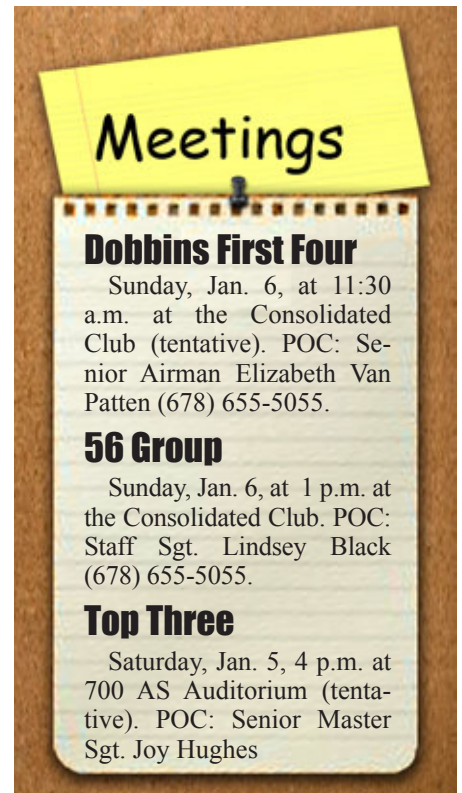 Meetings
Dobbins First Four
Sunday, Jan. 6, at 11:30
a.m. at the Consolidated
Club (tentative). POC: Se-
nior Airman Elizabeth Van
Patten (678) 655-5055.
56 Group
Sunday, Jan. 6, at 1 p.m. at
the Consolidated Club. POC:
Staff Sgt. Lindsey Black
(678) 655-5055.
Top Three
Saturday, Jan. 5, 4 p.m. at
700 AS Auditorium (tenta-
tive). POC: Senior Master
Sgt. Joy Hughes